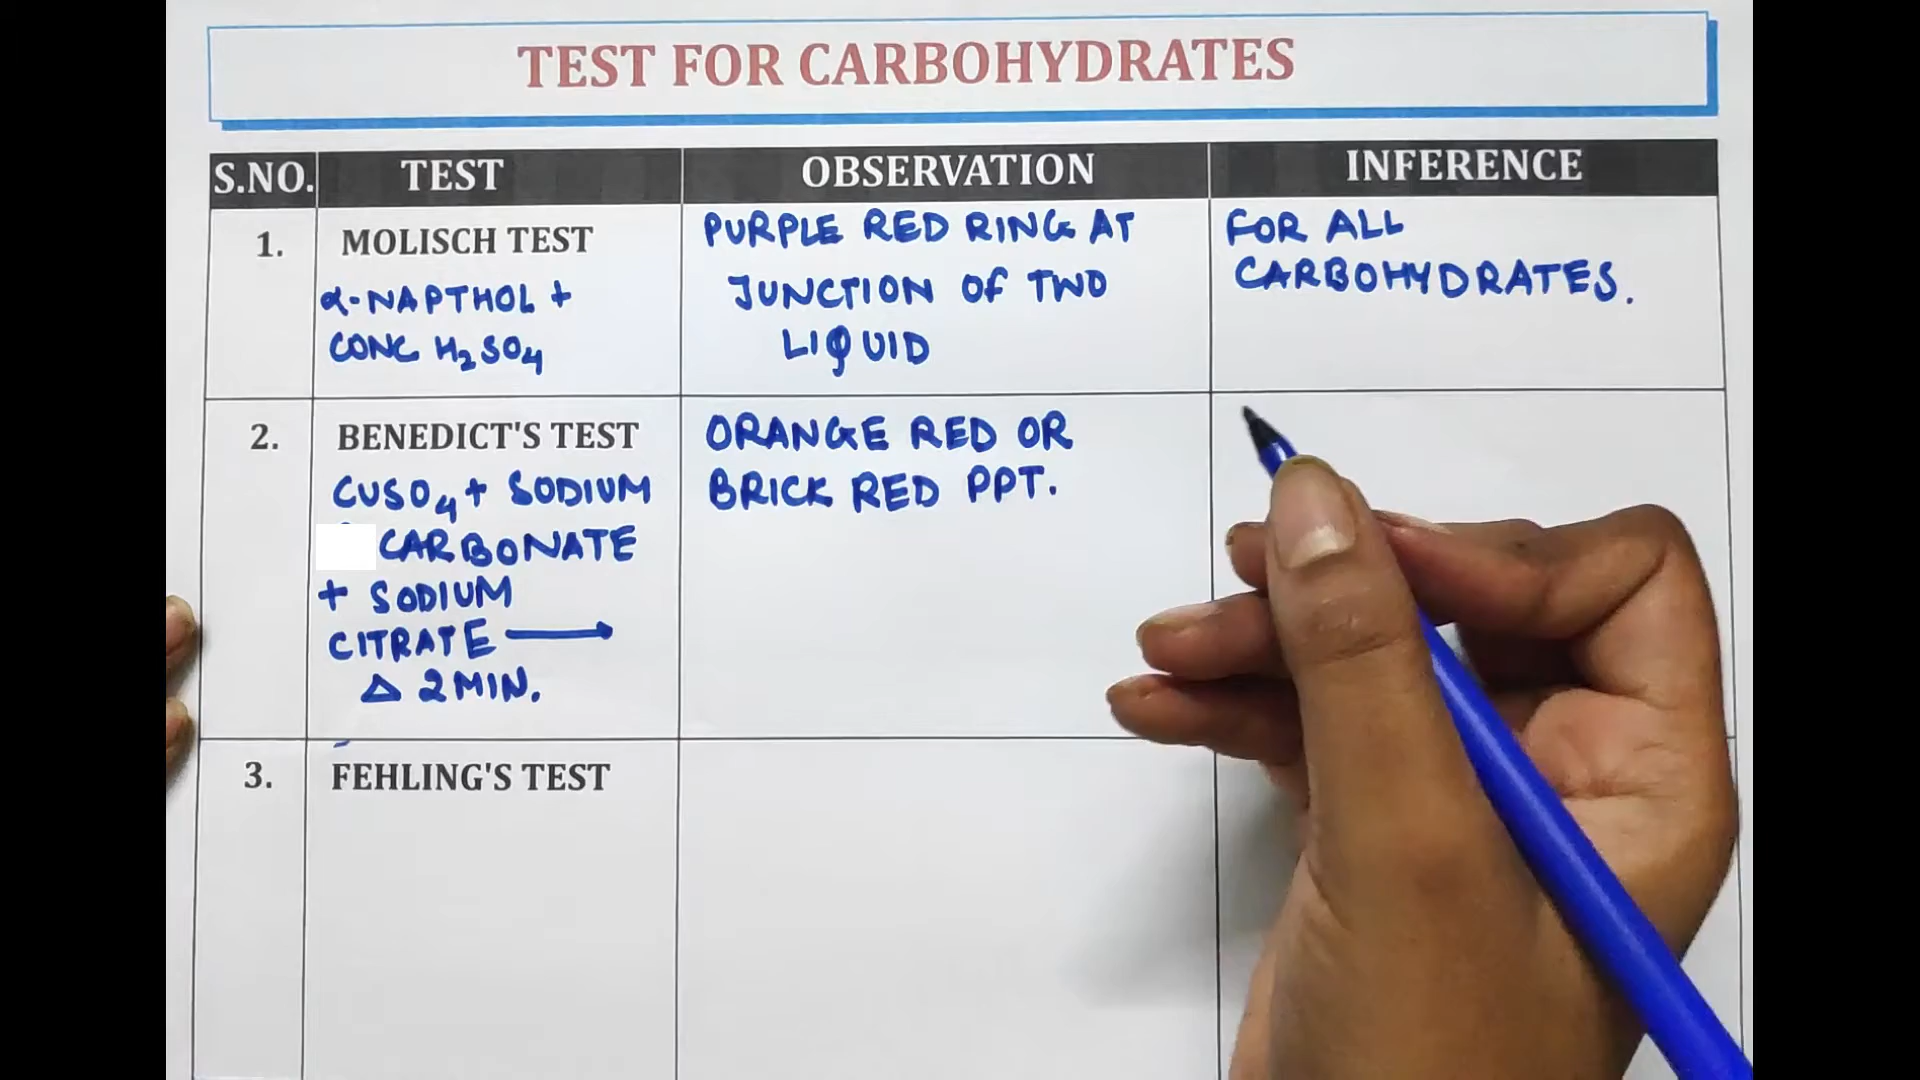 TEST FOR CARBOHYDRATES
S.NO. TEST OBSERVATION INFERENCE
1. MOLISCH TEST
α-NAPTHOL +
CONC H₂SO₄
PURPLE RED RING AT
JUNCTION OF TWO
LIQUID
FOR ALL
CARBOHYDRATES.
2. BENEDICT'S TEST
CUSO₄ + SODIUM
CARBONATE
+ SODIUM
CITRATE ⟶
Δ 2 MIN.
ORANGE RED OR
BRICK RED PPT.
3. FEHLING'S TEST